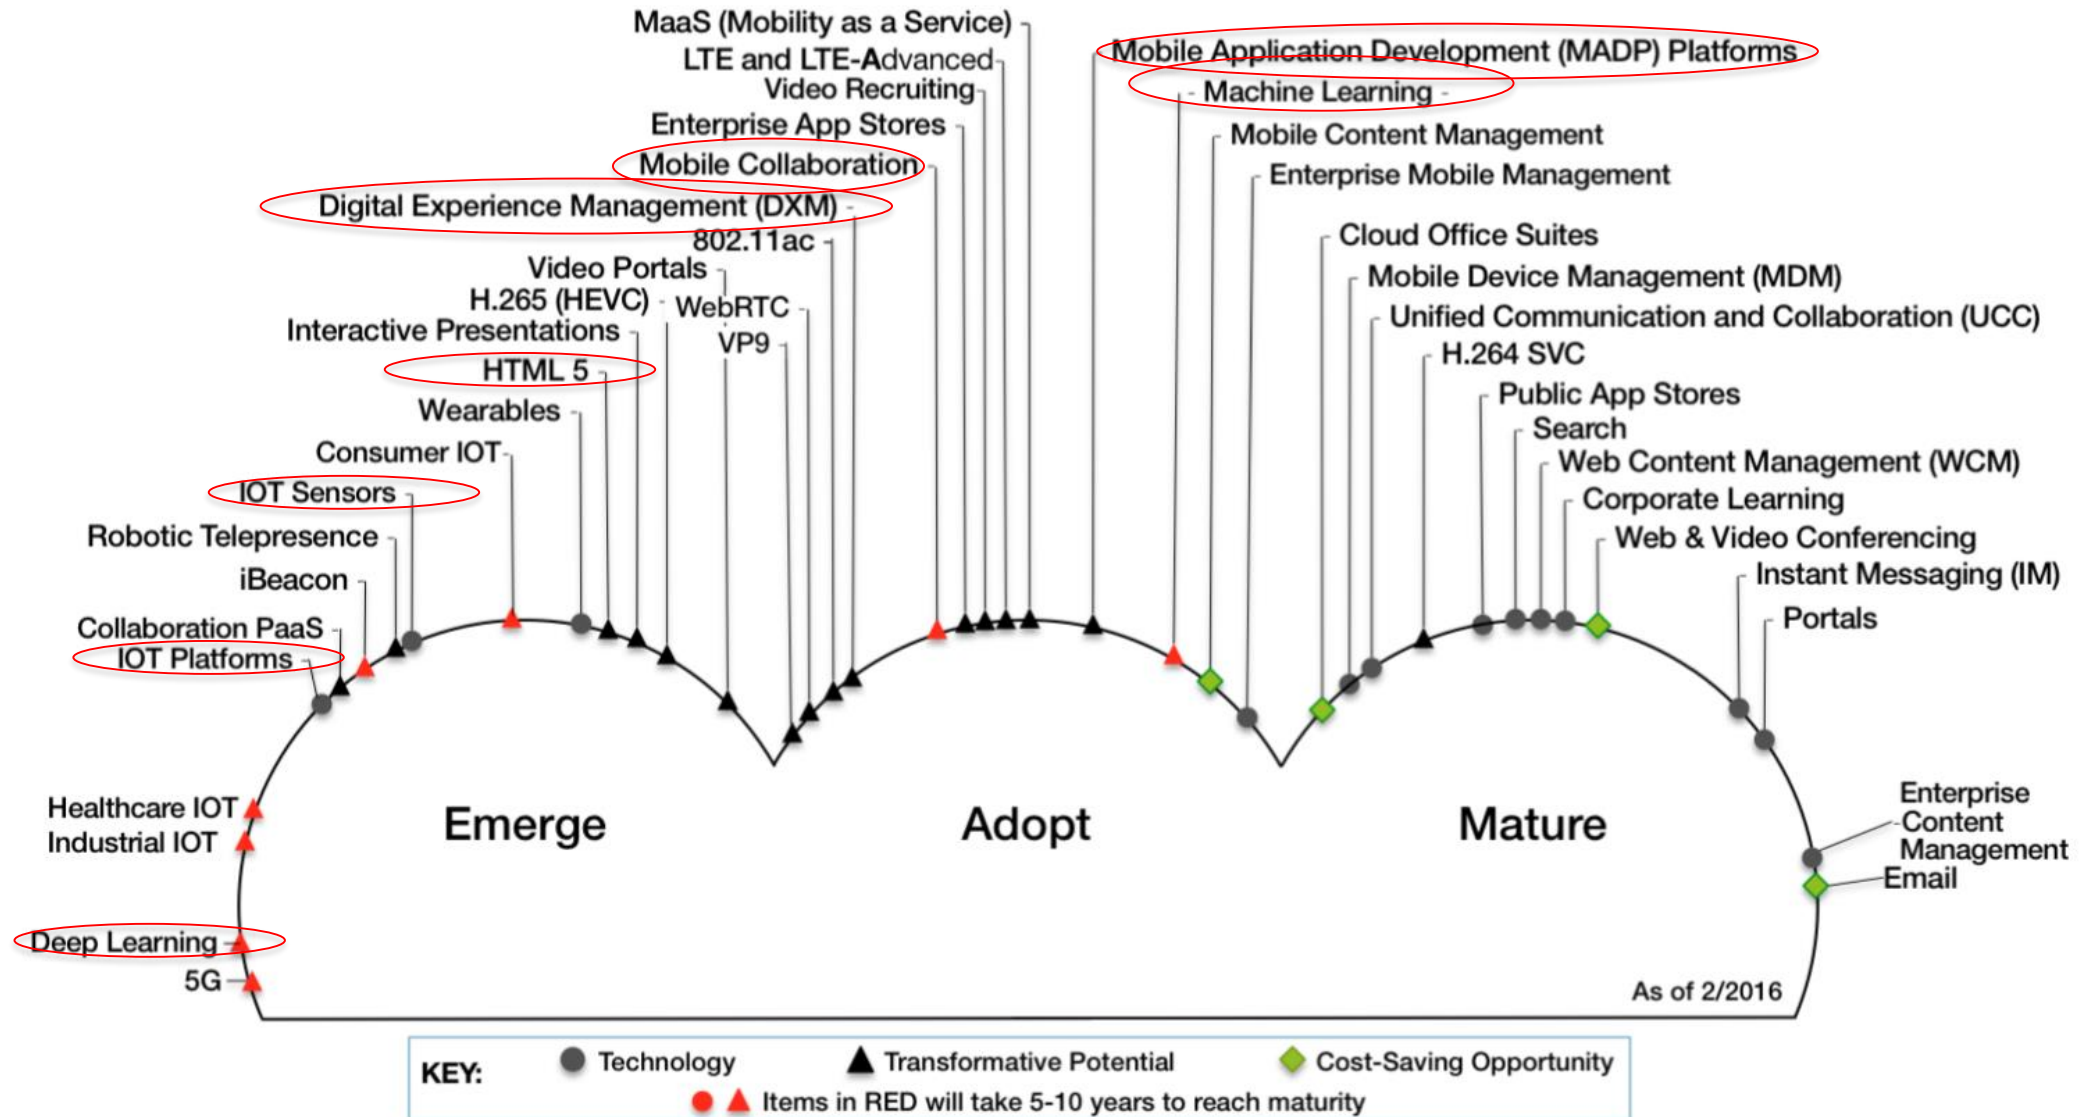 MaaS (Mobility as a Service)
LTE and LTE-Advanced
Video Recruiting
Enterprise App Stores
Mobile Collaboration
Digital Experience Management (DXM)
802.11ac
Video Portals
H.265 (HEVC)
WebRTC
Interactive Presentations
VP9
HTML 5
Wearables
Consumer IOT
IOT Sensors
Robotic Telepresence
iBeacon
Collaboration PaaS
IOT Platforms
Healthcare IOT
Industrial IOT
Deep Learning
5G
Mobile Application Development (MADP) Platforms
Machine Learning
Mobile Content Management
Enterprise Mobile Management
Cloud Office Suites
Mobile Device Management (MDM)
Unified Communication and Collaboration (UCC)
H.264 SVC
Public App Stores
Search
Web Content Management (WCM)
Corporate Learning
Web & Video Conferencing
Instant Messaging (IM)
Portals
Enterprise
Content
Management
Email
Emerge
Adopt
Mature
As of 2/2016
KEY:
Technology
Transformative Potential
Cost-Saving Opportunity
Items in RED will take 5-10 years to reach maturity